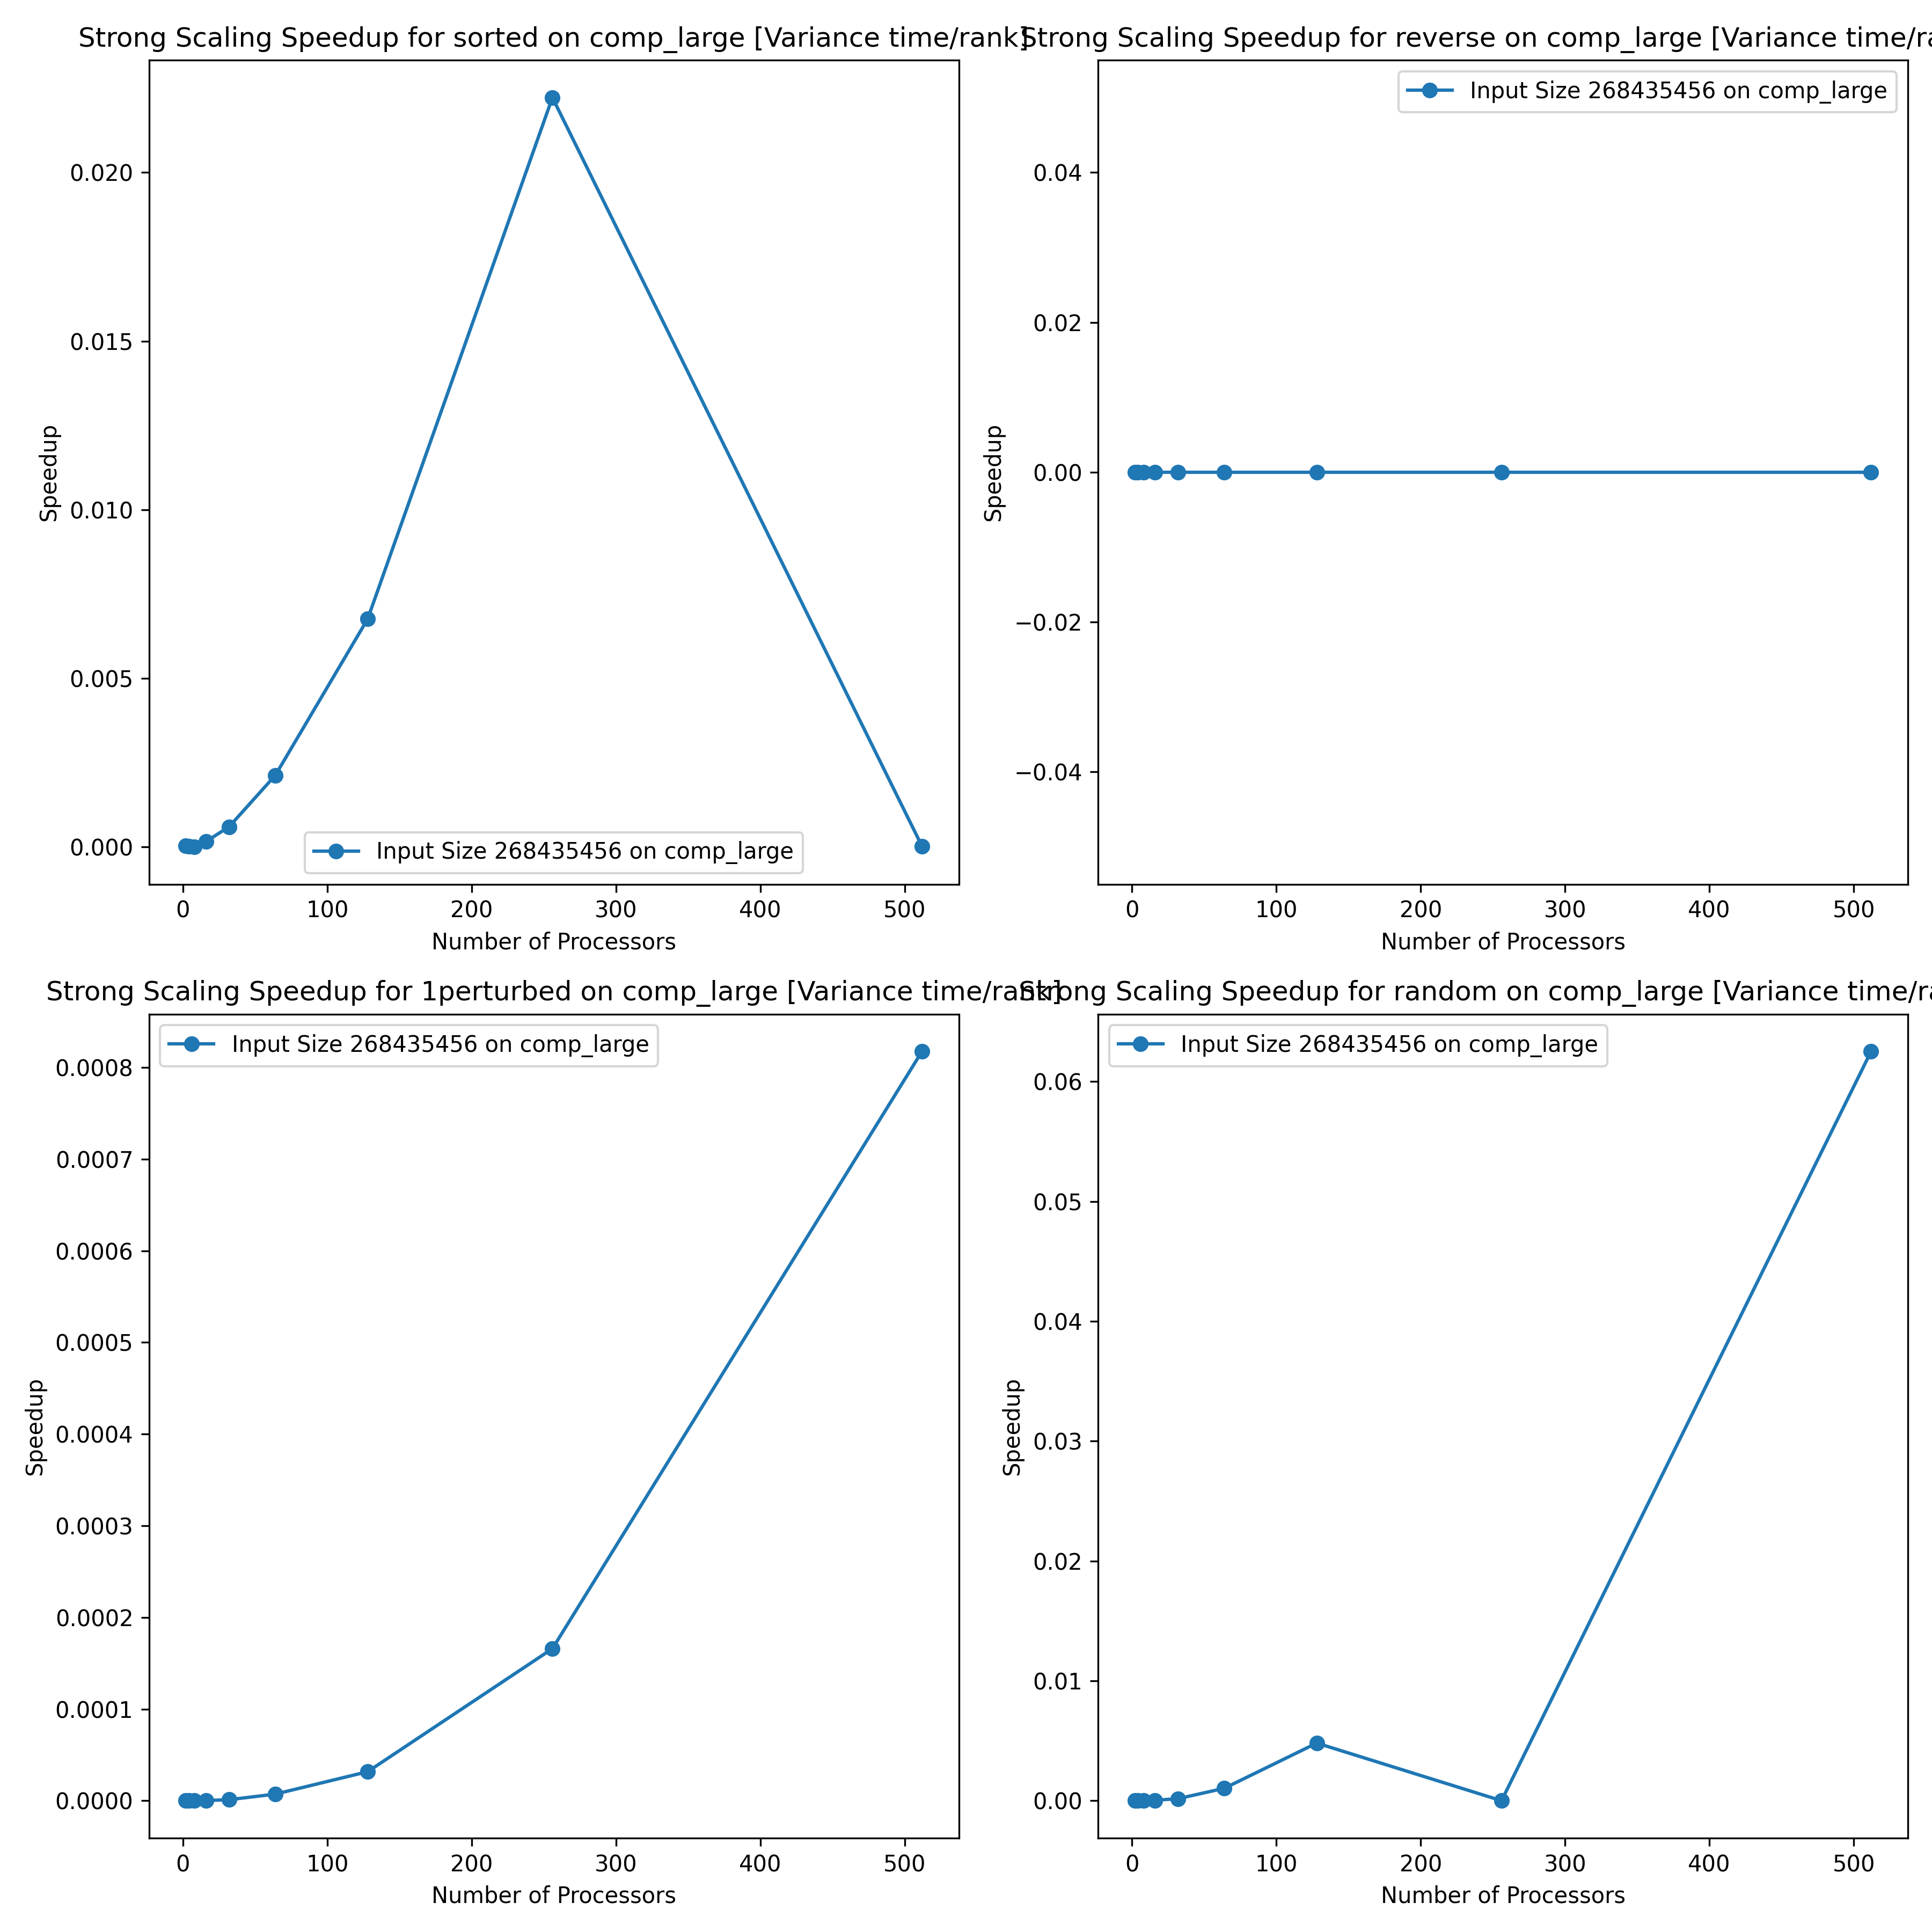 Strong Scaling Speedup for sorted on comp_large [Variance time/rank]
0.020
0.015
0.010
0.005
0.000
Speedup
Input Size 268435456 on comp_large
0 100 200 300 400 500
Number of Processors
Strong Scaling Speedup for reverse on comp_large [Variance time/ra
Input Size 268435456 on comp_large
0.04
0.02
0.00
−0.02
−0.04
Speedup
0 100 200 300 400 500
Number of Processors
Strong Scaling Speedup for 1perturbed on comp_large [Variance time/rank]
Input Size 268435456 on comp_large
0.0008
0.0007
0.0006
0.0005
0.0004
0.0003
0.0002
0.0001
0.0000
Speedup
0 100 200 300 400 500
Number of Processors
Strong Scaling Speedup for random on comp_large [Variance time/ra
Input Size 268435456 on comp_large
0.06
0.05
0.04
0.03
0.02
0.01
0.00
Speedup
0 100 200 300 400 500
Number of Processors